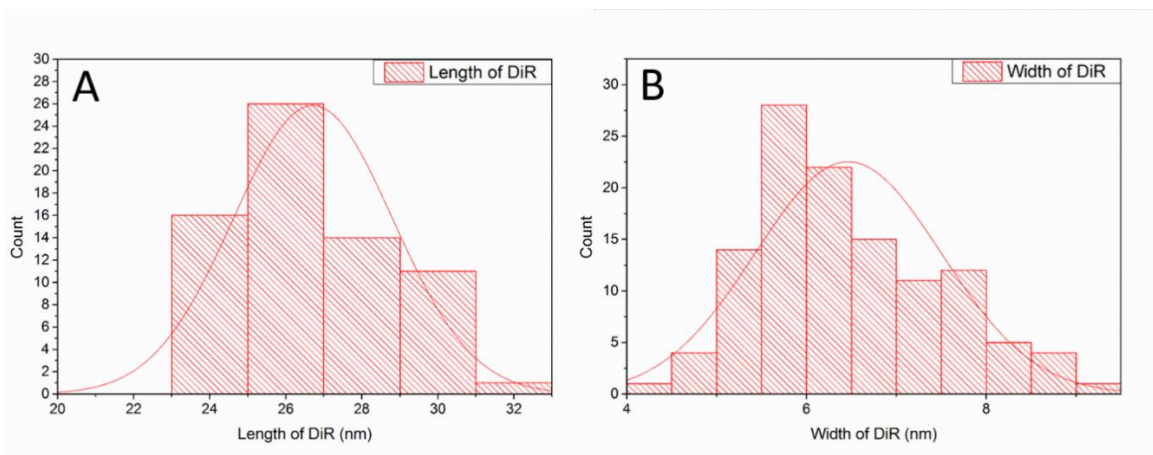 A
Length of DiR
30
28
26
24
22
20
18
16
14
12
10
8
6
4
2
0
Count
20 22 24 26 28 30 32
Length of DiR (nm)
B
Width of DiR
30
25
20
15
10
5
0
Count
4 6 8
Width of DiR (nm)